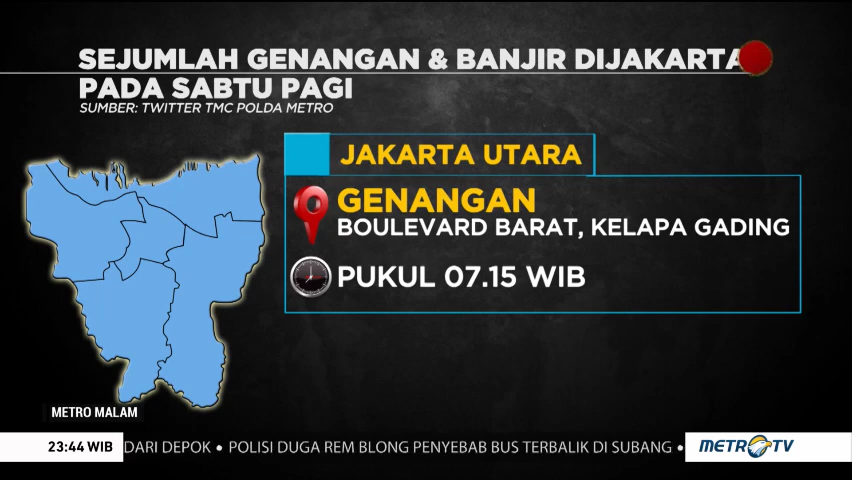 SEJUMLAH GENANGAN & BANJIR DIJAKARTA
PADA SABTU PAGI
SUMBER: TWITTER TMC POLDA METRO
JAKARTA UTARA
GENANGAN
BOULEVARD BARAT, KELAPA GADING
PUKUL 07.15 WIB
METRO MALAM
23:44 WIB
DARI DEPOK • POLISI DUGA REM BLONG PENYEBAB BUS TERBALIK DI SUBANG •
METRO TV